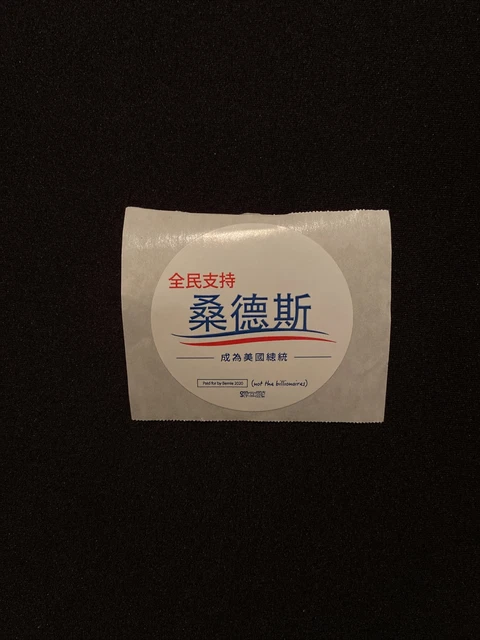 全民支持
桑德斯
成為美國總統
Paid for by Bernie 2020 (not the billionaires)